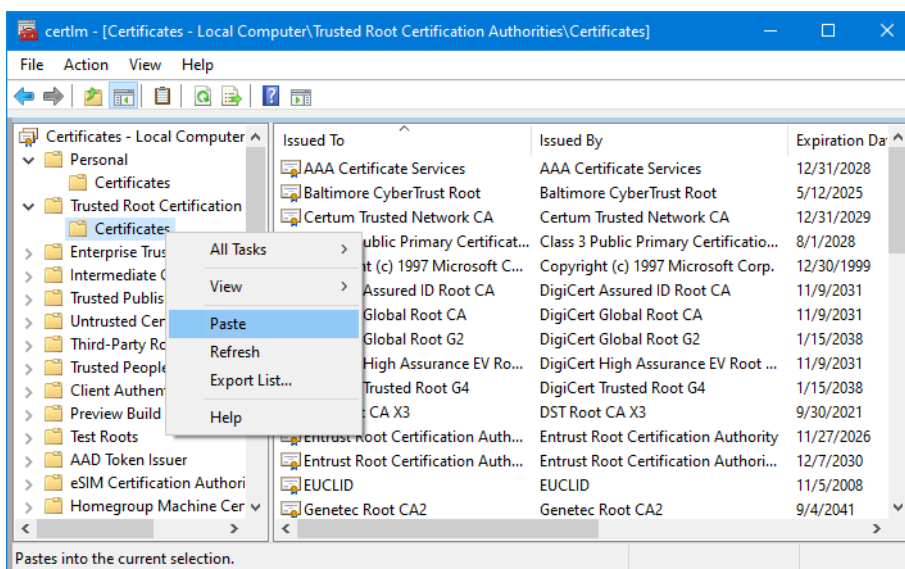 certlm - [Certificates - Local Computer\Trusted Root Certification Authorities\Certificates]
File Action View Help
Certificates - Local Computer
Personal
Certificates
Trusted Root Certification
Certificates
Enterprise Trus
Intermediate C
Trusted Publis
Untrusted Cer
Third-Party Ro
Trusted People
Client Authen
Preview Build
Test Roots
AAD Token Issuer
eSIM Certification Authori
Homegroup Machine Cer
All Tasks
View
Paste
Refresh
Export List...
Help
Issued To Issued By Expiration Da
AAA Certificate Services AAA Certificate Services 12/31/2028
Baltimore CyberTrust Root Baltimore CyberTrust Root 5/12/2025
Certum Trusted Network CA Certum Trusted Network CA 12/31/2029
ublic Primary Certificat... Class 3 Public Primary Certificatio... 8/1/2028
t (c) 1997 Microsoft C... Copyright (c) 1997 Microsoft Corp. 12/30/1999
Assured ID Root CA DigiCert Assured ID Root CA 11/9/2031
Global Root CA DigiCert Global Root CA 11/9/2031
Global Root G2 DigiCert Global Root G2 1/15/2038
High Assurance EV Ro... DigiCert High Assurance EV Root ... 11/9/2031
Trusted Root G4 DigiCert Trusted Root G4 1/15/2038
CA X3 DST Root CA X3 9/30/2021
Entrust Root Certification Auth... Entrust Root Certification Authority 11/27/2026
Entrust Root Certification Auth... Entrust Root Certification Authori... 12/7/2030
EUCLID EUCLID 11/5/2008
Genetec Root CA2 Genetec Root CA2 9/4/2041
Pastes into the current selection.